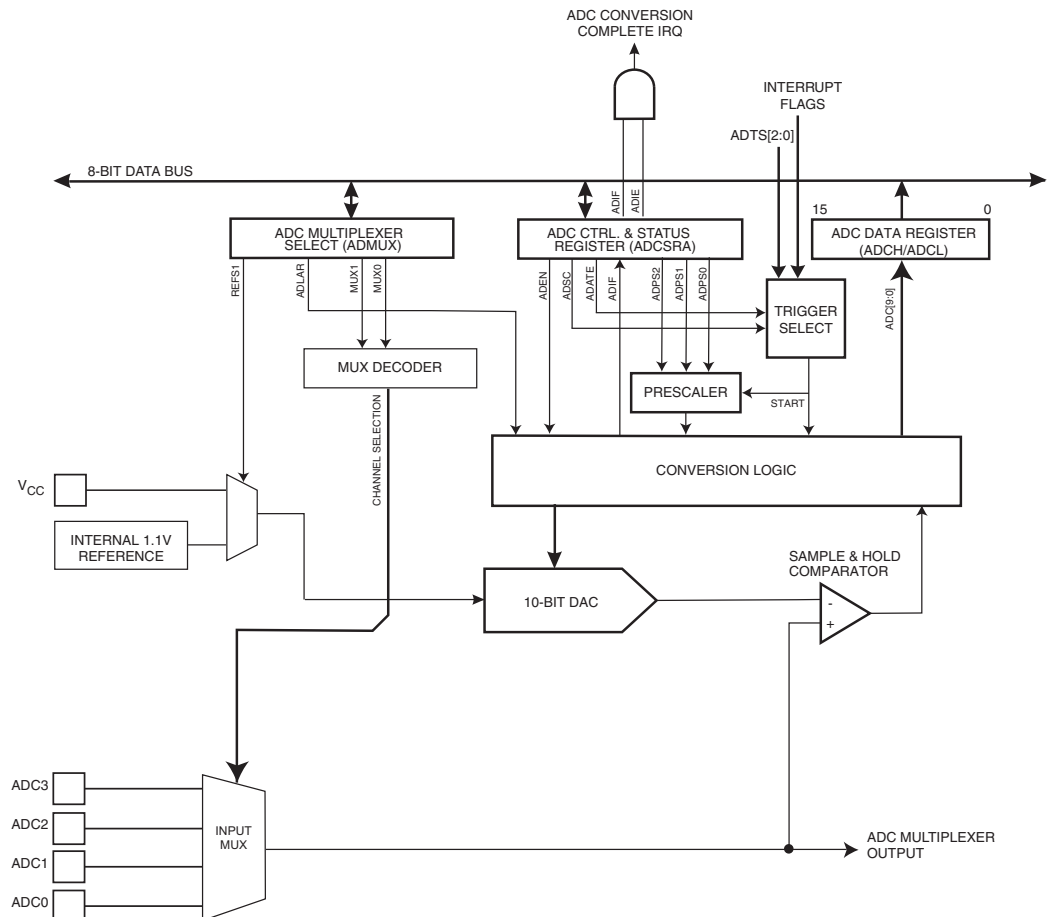 ADC CONVERSION
COMPLETE IRQ
INTERRUPT
FLAGS
ADTS[2:0]
8-BIT DATA BUS
ADIF
ADIE
15
0
ADC MULTIPLEXER
SELECT (ADMUX)
ADC CTRL. & STATUS
REGISTER (ADCSRA)
ADC DATA REGISTER
(ADCH/ADCL)
REFS1
ADLAR
MUX1
MUX0
ADEN
ADSC
ADATE
ADIF
ADPS2
ADPS1
ADPS0
ADC[9:0]
TRIGGER
SELECT
MUX DECODER
PRESCALER
START
CHANNEL SELECTION
CONVERSION LOGIC
VCC
INTERNAL 1.1V
REFERENCE
SAMPLE & HOLD
COMPARATOR
10-BIT DAC
-
+
ADC3
ADC2
ADC1
ADC0
INPUT
MUX
ADC MULTIPLEXER
OUTPUT